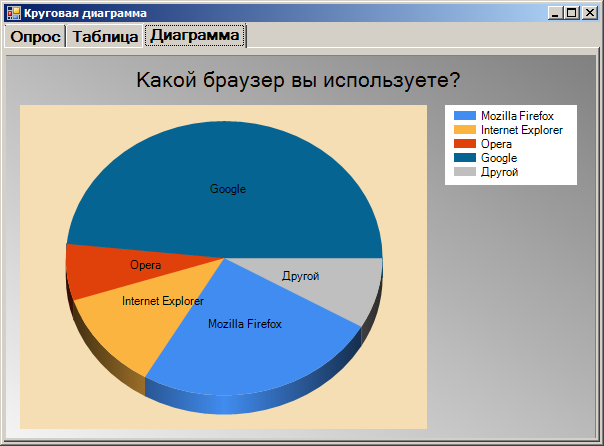 Круговая диаграмма
Опрос Таблица Диаграмма
Какой браузер вы используете?
Mozilla Firefox
Internet Explorer
Opera
Google
Другой
Google
Opera
Другой
Internet Explorer
Mozilla Firefox